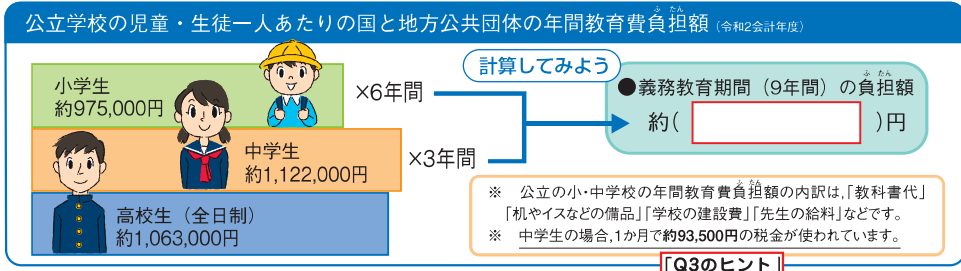 公立学校の児童・生徒一人あたりの国と地方公共団体の年間教育費負担額(令和2会計年度)
ふ たん
小学生
約975,000円
×6年間
中学生
約1,122,000円
×3年間
高校生(全日制)
約1,063,000円
計算してみよう
ふ たん
●義務教育期間(9年間)の負担額
約( )円
ふ たん
※ 公立の小・中学校の年間教育費負担額の内訳は,「教科書代」
「机やイスなどの備品」「学校の建設費」「先生の給料」などです。
※ 中学生の場合,1か月で約93,500円の税金が使われています。
「Q3のヒント」